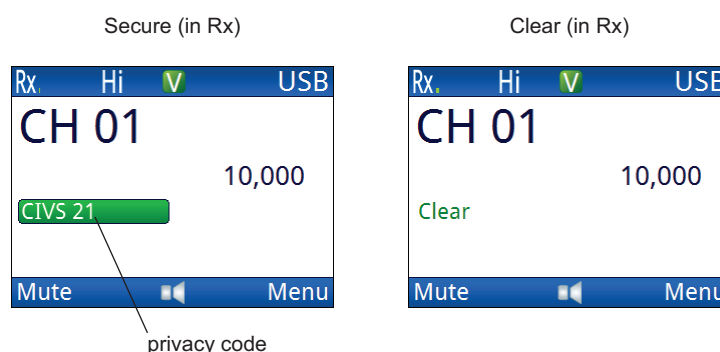 Secure (in Rx)
Rx Hi V USB
CH 01
10,000
CIVS 21
Mute Menu
privacy code
Clear (in Rx)
Rx Hi V USB
CH 01
10,000
Clear
Mute Menu